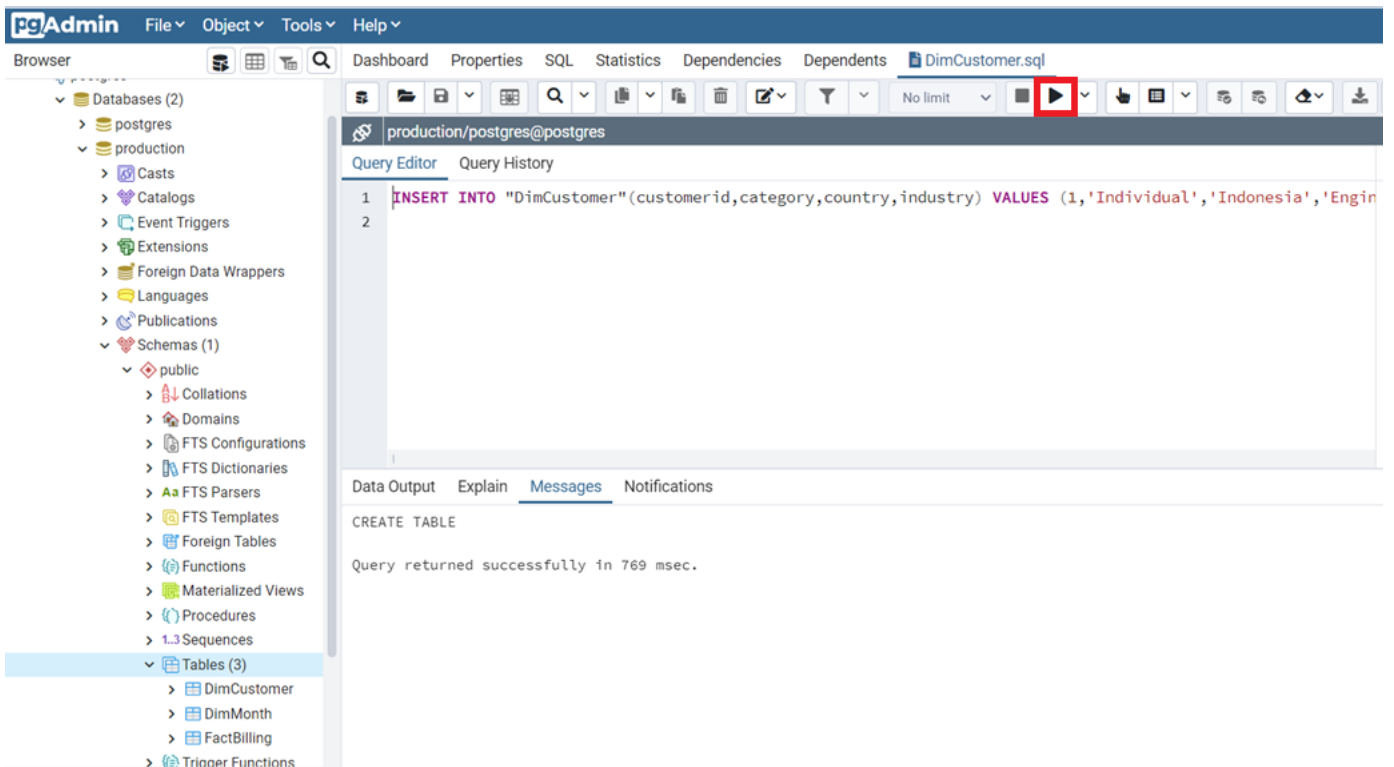 pgAdmin File Object Tools Help
Browser
Dashboard Properties SQL Statistics Dependencies Dependents DimCustomer.sql
Databases (2)
postgres
production
Casts
Catalogs
Event Triggers
Extensions
Foreign Data Wrappers
Languages
Publications
Schemas (1)
public
Collations
Domains
FTS Configurations
FTS Dictionaries
Aa FTS Parsers
FTS Templates
Foreign Tables
Functions
Materialized Views
Procedures
1..3 Sequences
Tables (3)
DimCustomer
DimMonth
FactBilling
Trigger Functions
No limit
production/postgres@postgres
Query Editor Query History
1 INSERT INTO "DimCustomer"(customerid,category,country,industry) VALUES (1,'Individual','Indonesia','Engin
2
Data Output Explain Messages Notifications
CREATE TABLE
Query returned successfully in 769 msec.